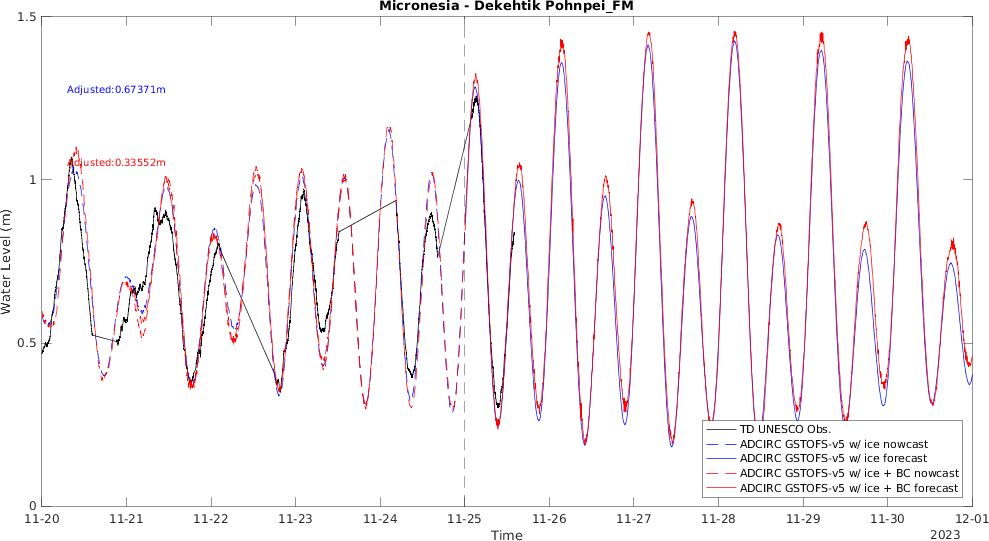 Micronesia - Dekehtik Pohnpei_FM
1.5
1
0.5
0
Water Level (m)
Adjusted:0.67371m
Adjusted:0.33552m
TD UNESCO Obs.
ADCIRC GSTOFS-v5 w/ ice nowcast
ADCIRC GSTOFS-v5 w/ ice forecast
ADCIRC GSTOFS-v5 w/ ice + BC nowcast
ADCIRC GSTOFS-v5 w/ ice + BC forecast
11-20 11-21 11-22 11-23 11-24 11-25 11-26 11-27 11-28 11-29 11-30 12-01
Time
2023